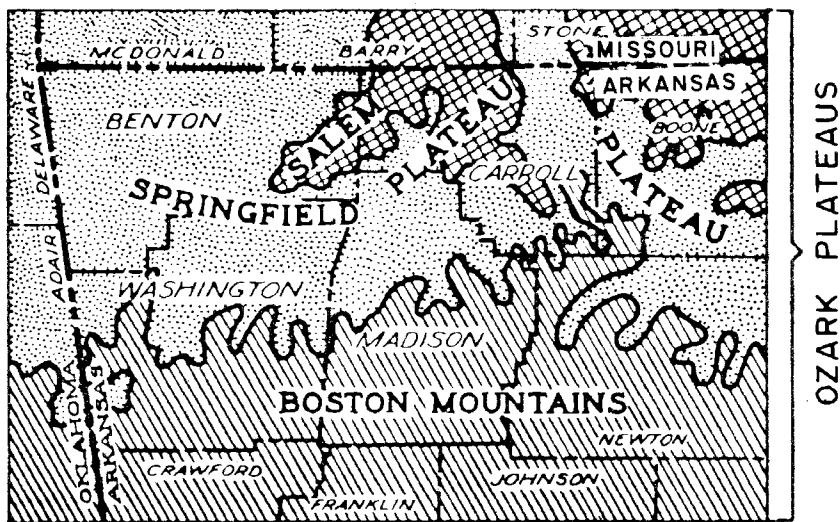 MCDONALD
BARRY
STONE
MISSOURI
ARKANSAS
DELAWARE
BENTON
SALEM
PLATEAU
BOONE
CARROLL
SPRINGFIELD
PLATEAU
ADAIR
WASHINGTON
MADISON
OKLAHOMA
ARKANSAS
BOSTON MOUNTAINS
NEWTON
CRAWFORD
FRANKLIN
JOHNSON
OZARK PLATEAUS